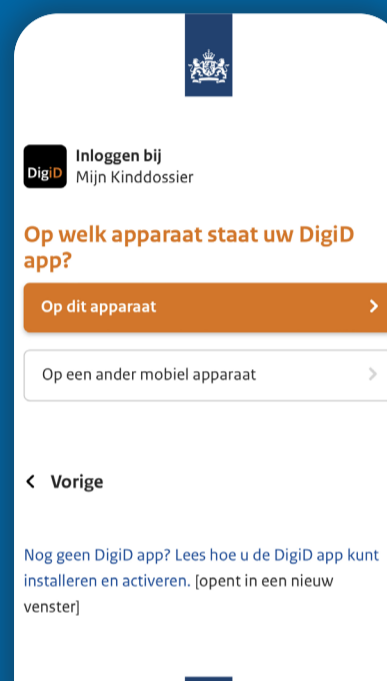 DigiD
Inloggen bij
Mijn Kinddossier
Op welk apparaat staat uw DigiD
app?
Op dit apparaat
Op een ander mobiel apparaat
Vorige
Nog geen DigiD app? Lees hoe u de DigiD app kunt
installeren en activeren. [opent in een nieuw
venster]